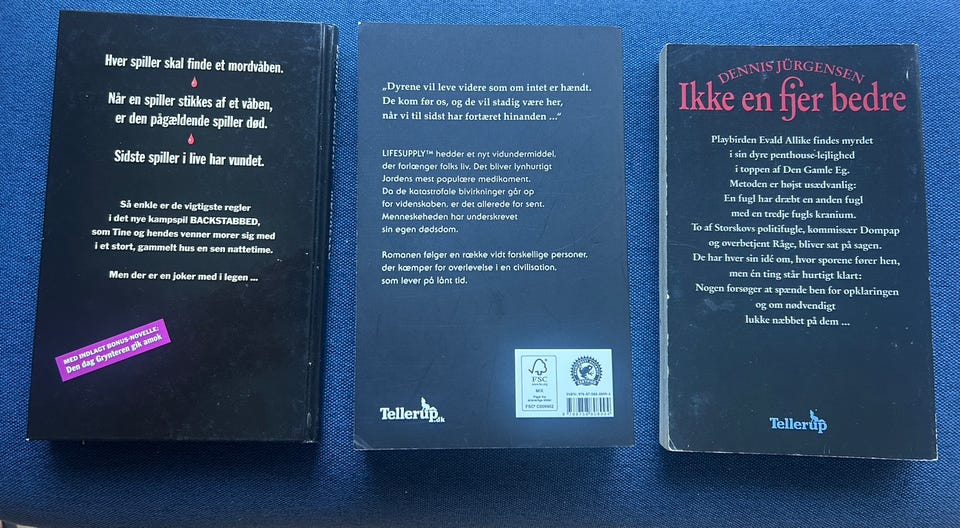 Hver spiller skal finde et mordvåben.
Når en spiller stikkes af et våben,
er den pågældende spiller død.
Sidste spiller i live har vundet.
Så enkle er de vigtigste regler
i det nye kampspil BACKSTABBED,
som Tine og hendes venner morer sig med
i et stort, gammelt hus en sen nattetime.
Men der er en joker med i legen ...
MED INDLAGT BONUS-NOVELLE:
Den dag Grynteren gik amok
„Dyrene vil leve videre som om intet er hændt.
De kom før os, og de vil stadig være her,
når vi til sidst har fortæret hinanden ...”
LIFESUPPLY™ hedder et nyt vidundermiddel,
der forlænger folks liv. Det bliver lynhurtigt
Jordens mest populære medikament.
Da de katastrofale bivirkninger går op
for videnskaben, er det allerede for sent.
Menneskeheden har underskrevet
sin egen dødsdom.
Romanen følger en række vidt forskellige personer,
der kæmper for overlevelse i en civilisation,
som lever på lånt tid.
FSC
MIX
Tellerup.dk
DENNIS JÜRGENSEN
Ikke en fjer bedre
Playbirden Evald Allike findes myrdet
i sin dyre penthouse-lejlighed
i toppen af Den Gamle Eg.
Metoden er højst usædvanlig:
En fugl har dræbt en anden fugl
med en tredje fugls kranium.
To af Storskovs politifugle, kommissær Dompap
og overbetjent Råge, bliver sat på sagen.
De har hver sin idé om, hvor sporene fører hen,
men én ting står hurtigt klart:
Nogen forsøger at spænde ben for opklaringen
og om nødvendigt
lukke næbbet på dem ...
Tellerup